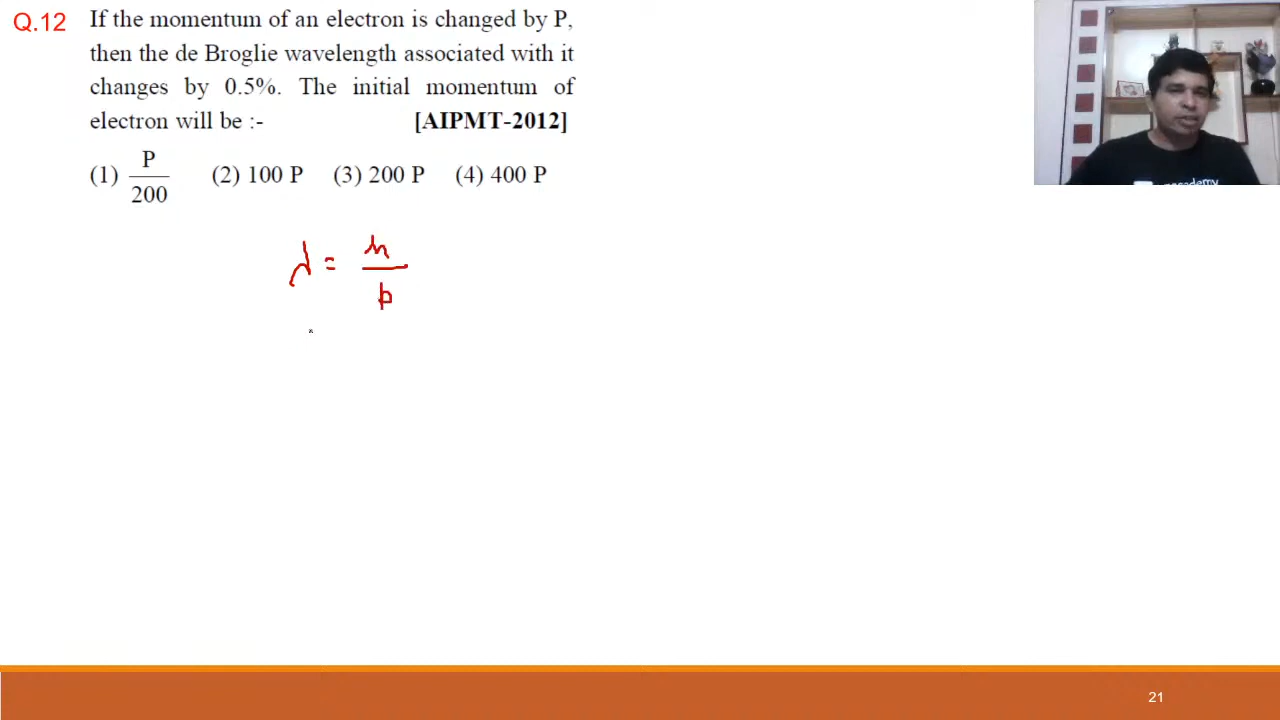 Q.12 If the momentum of an electron is changed by P,
then the de Broglie wavelength associated with it
changes by 0.5%. The initial momentum of
electron will be :- [AIPMT-2012]
(1) P/200 (2) 100 P (3) 200 P (4) 400 P
λ = h/p
21